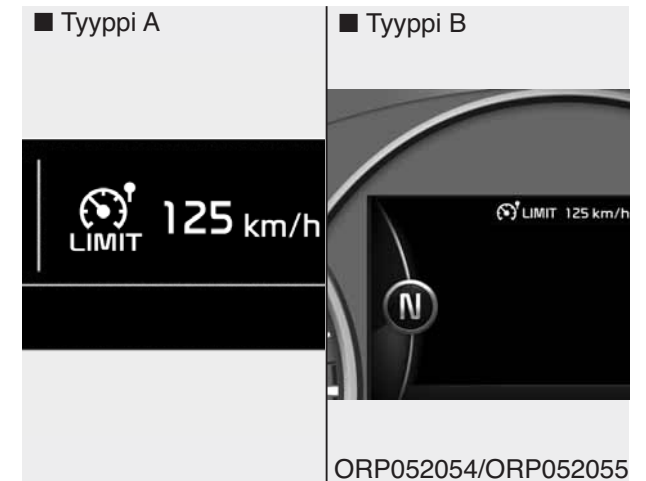 ■ Tyyppi A
LIMIT 125 km/h
■ Tyyppi B
LIMIT 125 km/h
N
ORP052054/ORP052055